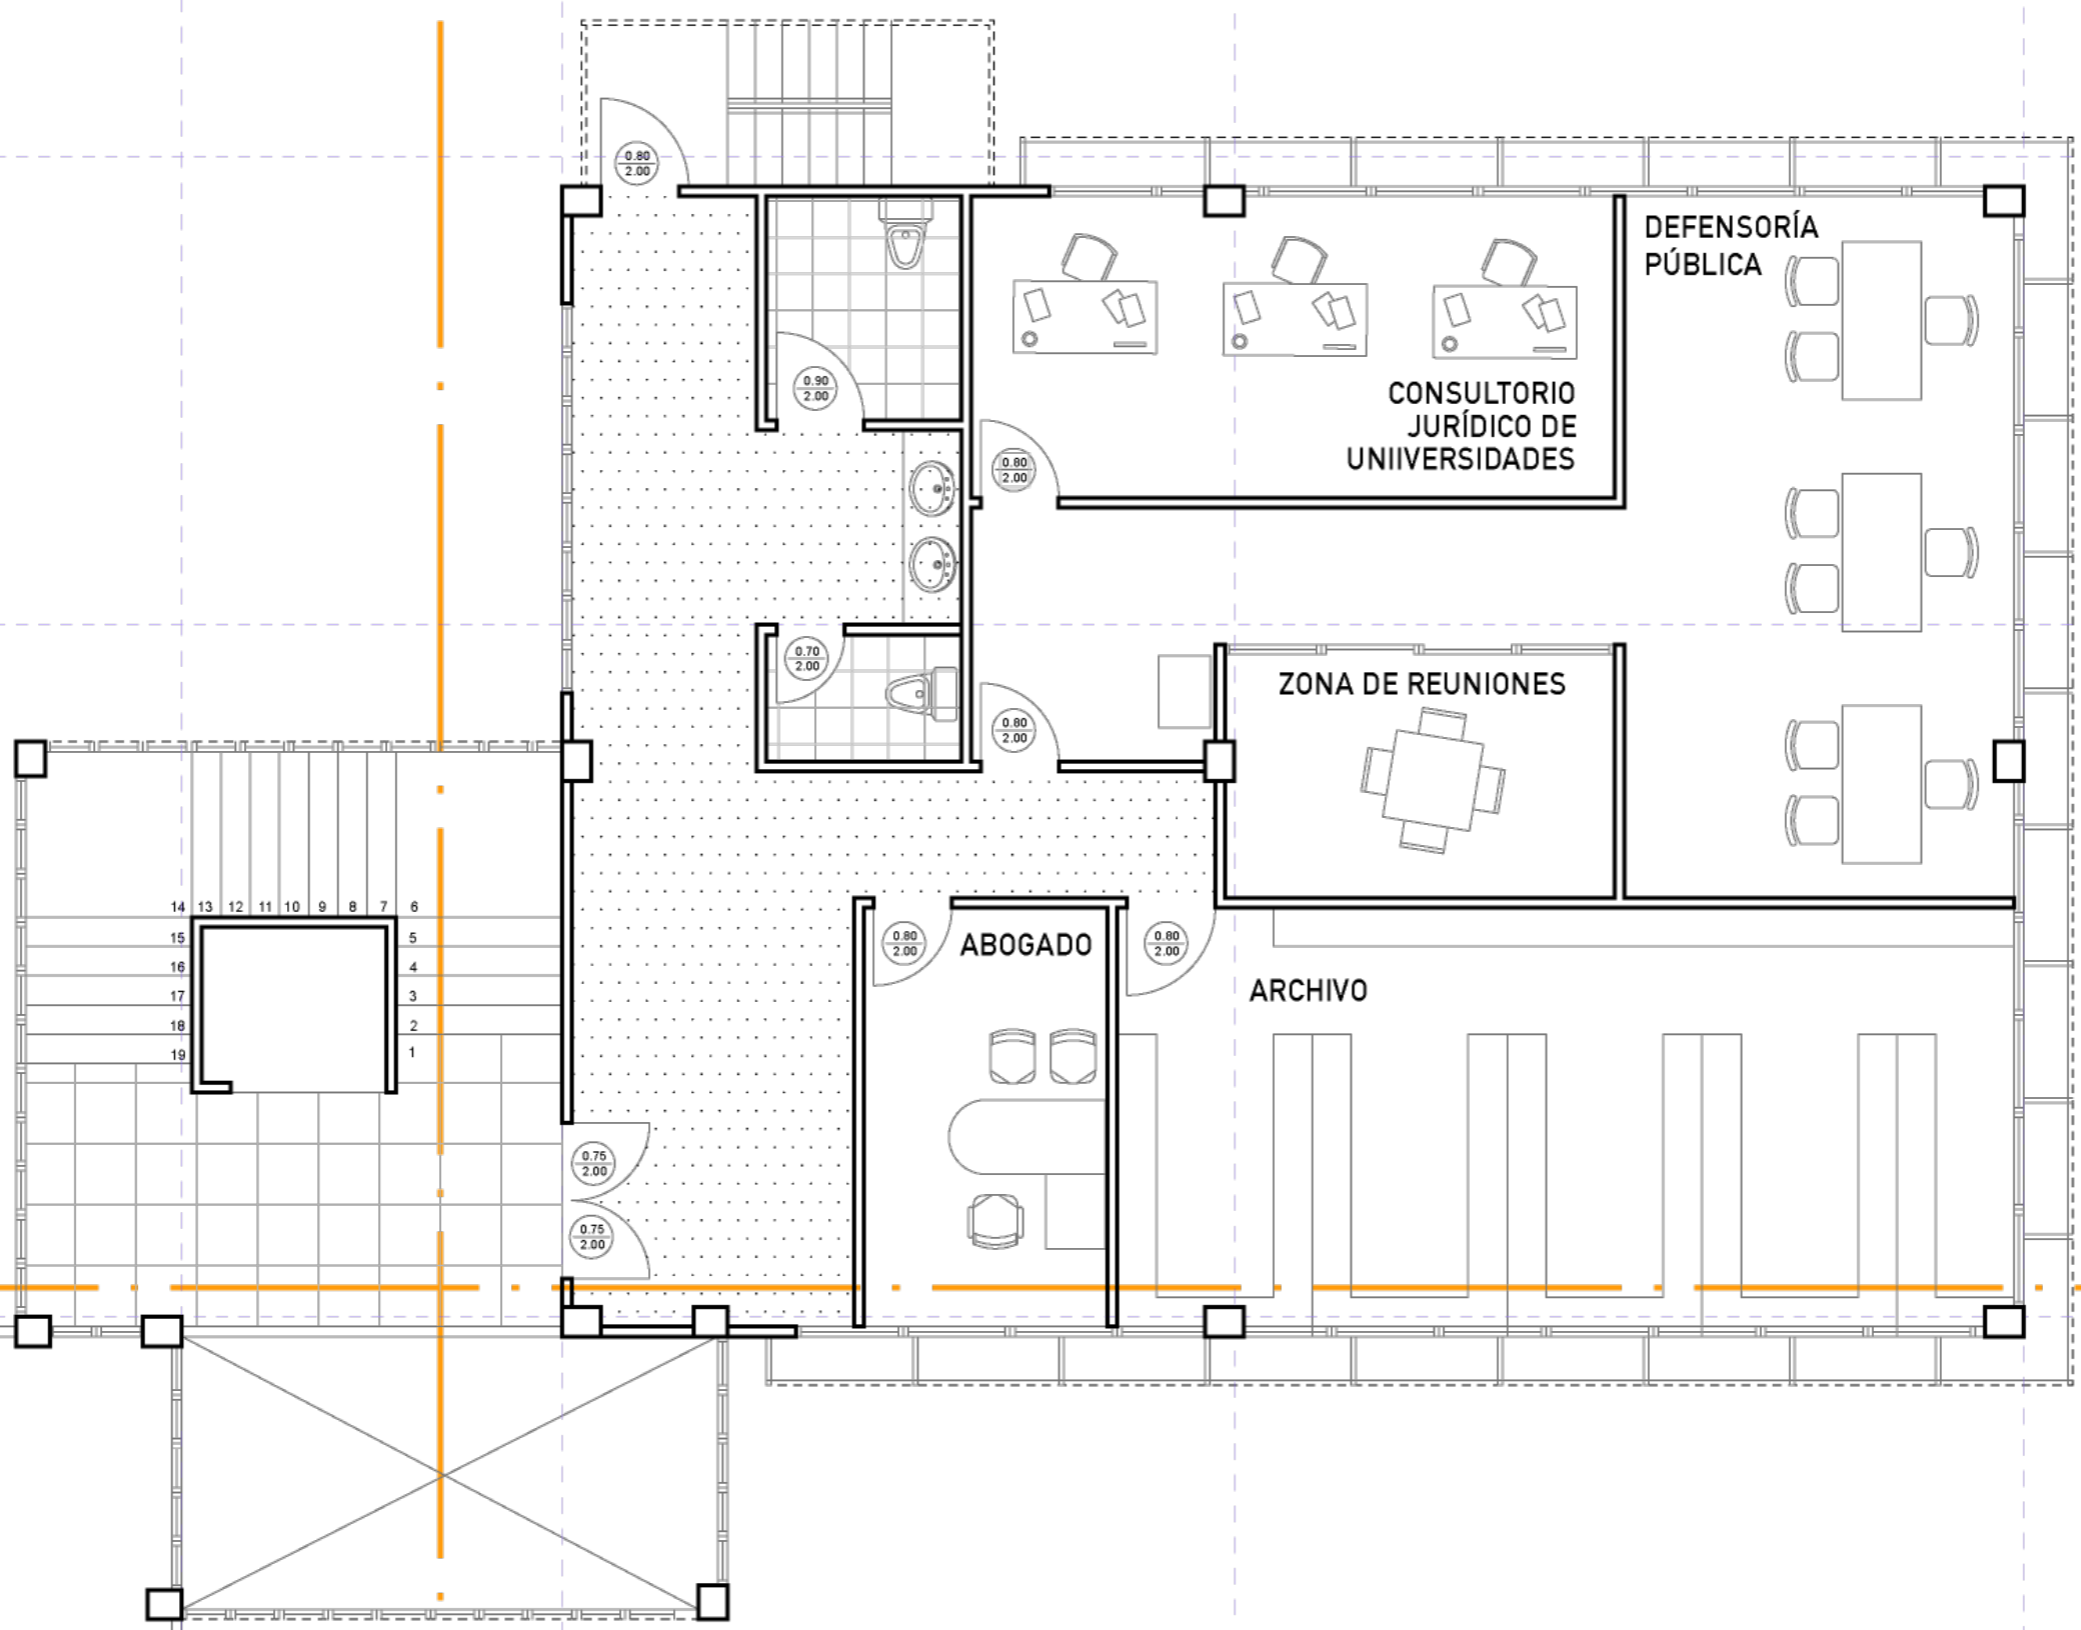 0.80
2.00
DEFENSORÍA
PÚBLICA
0.90
2.00
CONSULTORIO
JURÍDICO DE
UNIIVERSIDADES
0.80
2.00
0.70
2.00
ZONA DE REUNIONES
0.80
2.00
14 13 12 11 10 9 8 7 6
15 5
16 4
17 3
18 2
19 1
0.80
2.00
ABOGADO
0.80
2.00
ARCHIVO
0.75
2.00
0.75
2.00